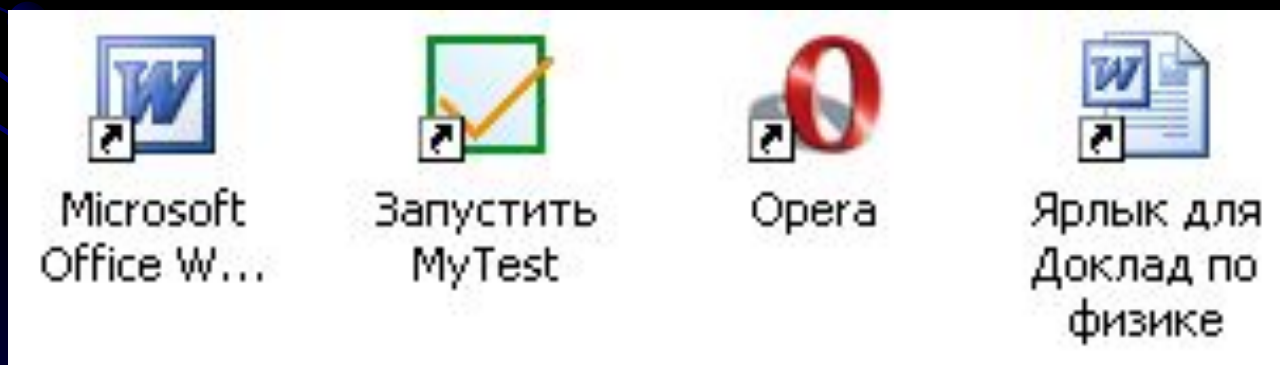 Microsoft
Office W...
Запустить
MyTest
Opera
Ярлык для
Доклад по
физике